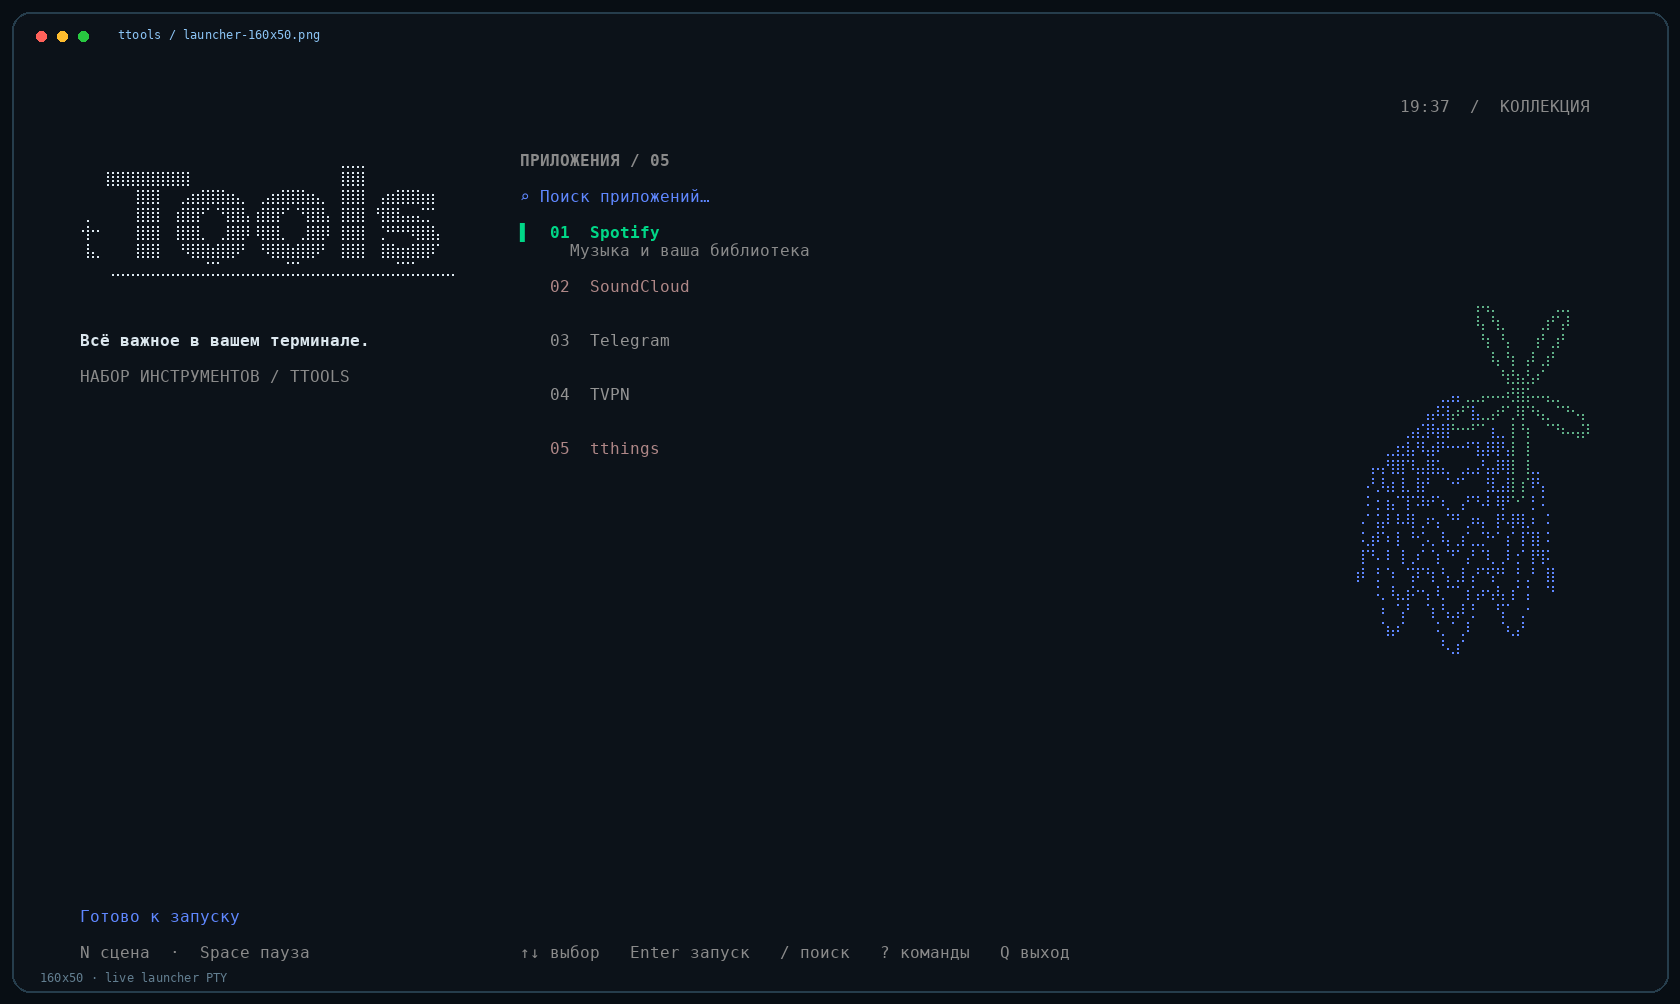 ttools / launcher-160x50.png
19:37 / КОЛЛЕКЦИЯ
tTools
Всё важное в вашем терминале.
НАБОР ИНСТРУМЕНТОВ / TTOOLS
ПРИЛОЖЕНИЯ / 05
⌕ Поиск приложений…
01 Spotify
Музыка и ваша библиотека
02 SoundCloud
03 Telegram
04 TVPN
05 tthings
Готово к запуску
N сцена · Space пауза
↑↓ выбор Enter запуск / поиск ? команды Q выход
160x50 · live launcher PTY